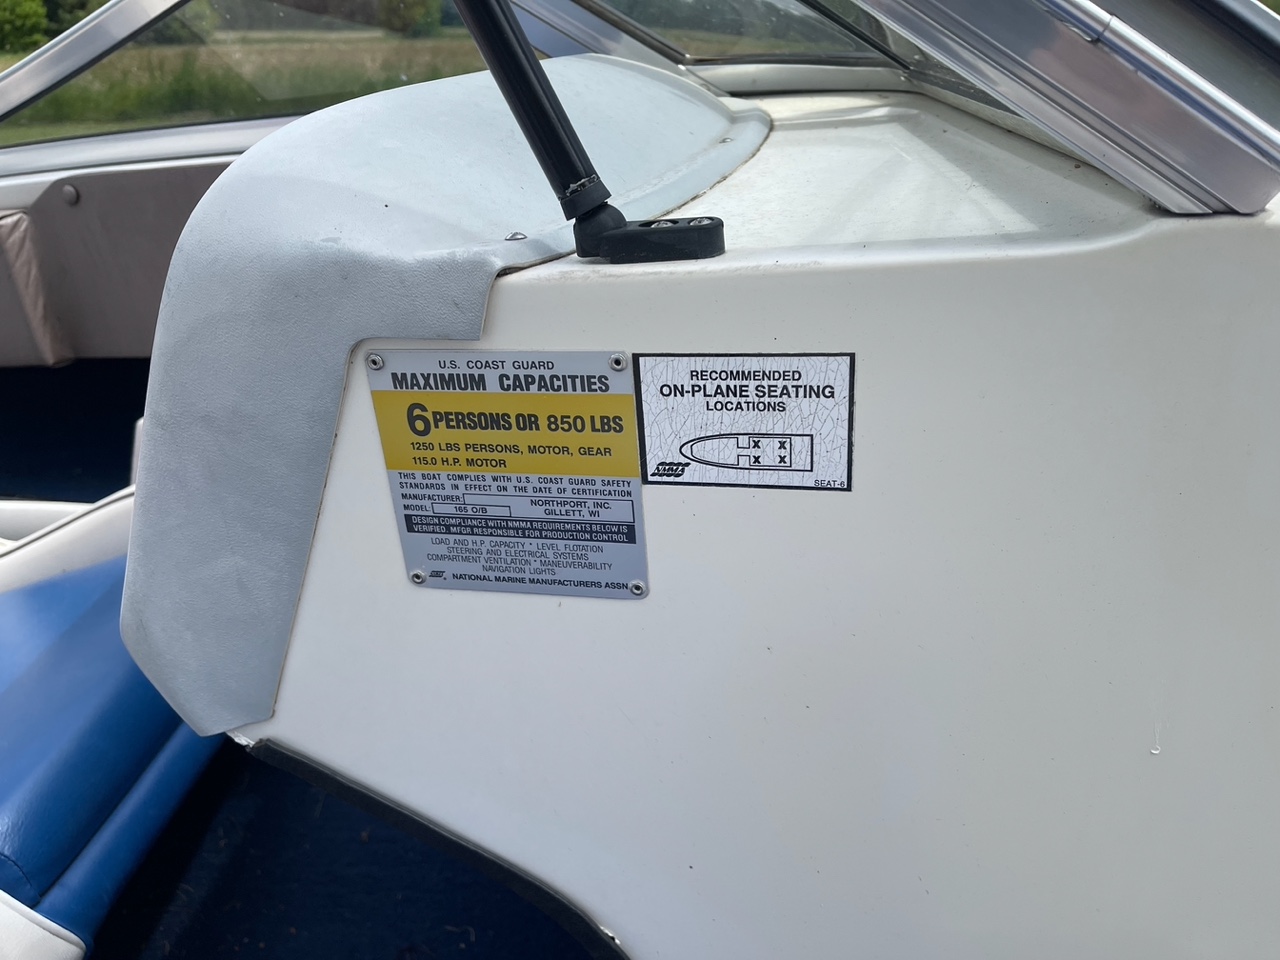 U.S. COAST GUARD
MAXIMUM CAPACITIES
6 PERSONS OR 850 LBS
1250 LBS PERSONS, MOTOR, GEAR
115.0 H.P. MOTOR
THIS BOAT COMPLIES WITH U.S. COAST GUARD SAFETY
STANDARDS IN EFFECT ON THE DATE OF CERTIFICATION
MANUFACTURER: NORTHPORT, INC.
MODEL: 165 O/B GILLETT, WI
DESIGN COMPLIANCE WITH NMMA REQUIREMENTS BELOW IS
VERIFIED. MFGR RESPONSIBLE FOR PRODUCTION CONTROL
LOAD AND H.P. CAPACITY * LEVEL FLOTATION
STEERING AND ELECTRICAL SYSTEMS
COMPARTMENT VENTILATION * MANEUVERABILITY
NAVIGATION LIGHTS
NMMA ® NATIONAL MARINE MANUFACTURERS ASSN
RECOMMENDED
ON-PLANE SEATING
LOCATIONS
X X
X X
NMMA
SEAT-6